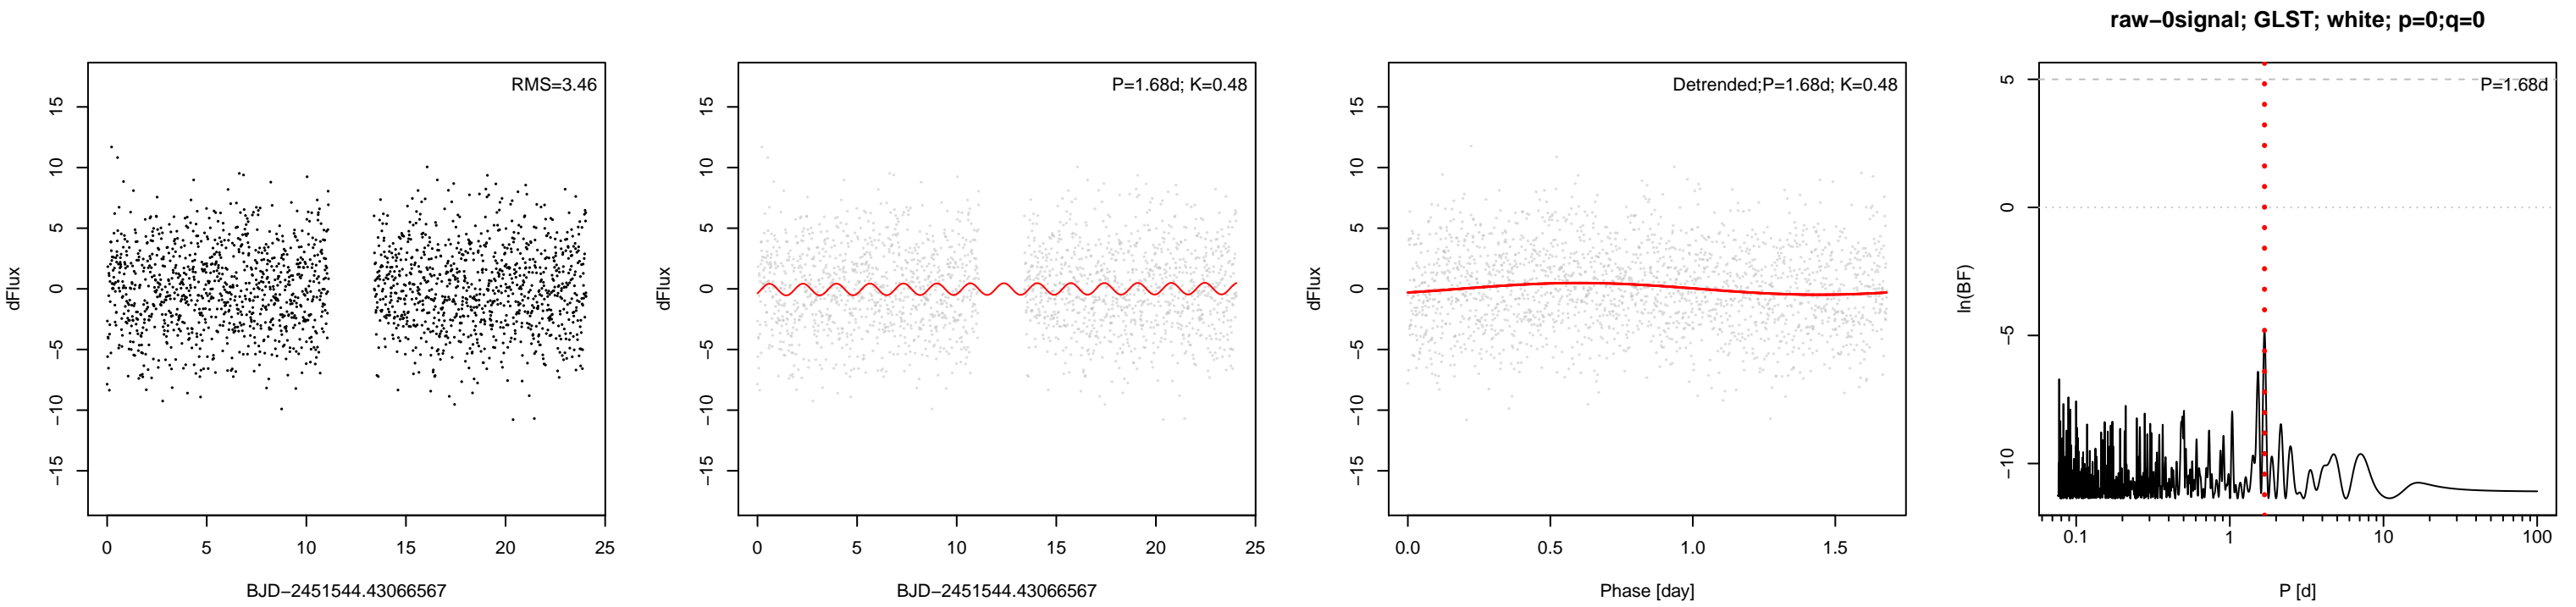 raw−0signal; GLST; white; p=0;q=0
RMS=3.46
15
10
5
0
−5
−10
−15
dFlux
0 5 10 15 20 25
BJD−2451544.43066567
P=1.68d; K=0.48
15
10
5
0
−5
−10
−15
dFlux
0 5 10 15 20 25
BJD−2451544.43066567
Detrended;P=1.68d; K=0.48
15
10
5
0
−5
−10
−15
dFlux
0.0 0.5 1.0 1.5
Phase [day]
P=1.68d
5
0
−5
−10
ln(BF)
0.1 1 10 100
P [d]